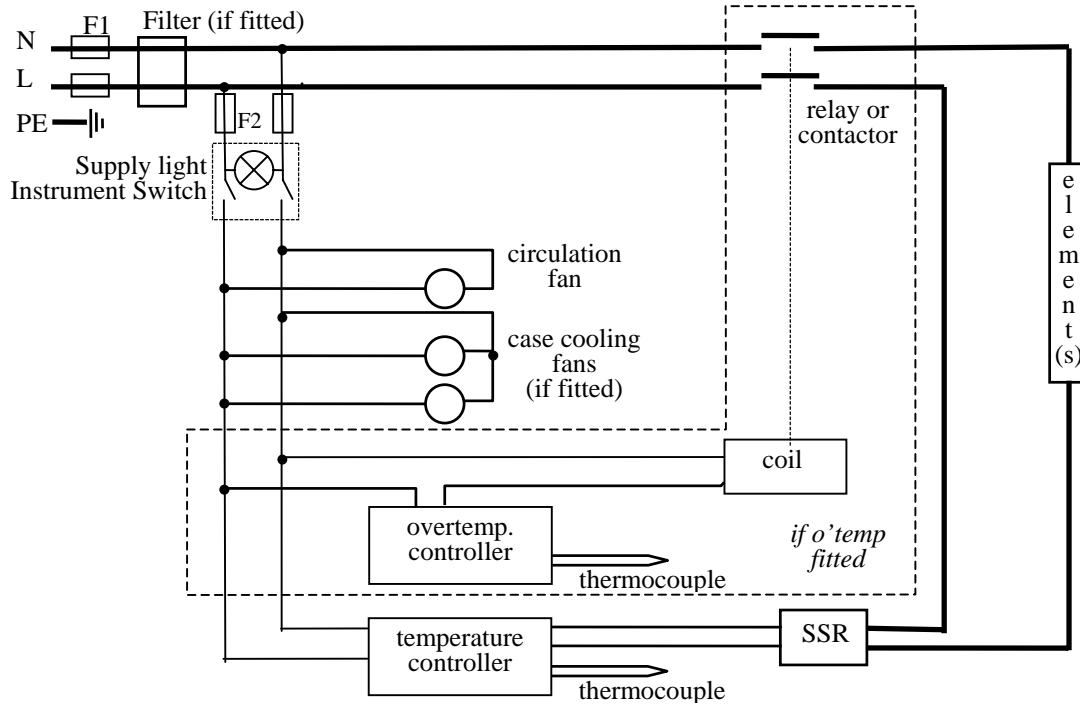 F1
Filter (if fitted)
N
L
PE
F2
relay or
contactor
Supply light
Instrument Switch
e
l
e
m
e
n
t
(s)
circulation
fan
case cooling
fans
(if fitted)
coil
overtemp.
controller
if o'temp
fitted
thermocouple
temperature
controller
SSR
thermocouple